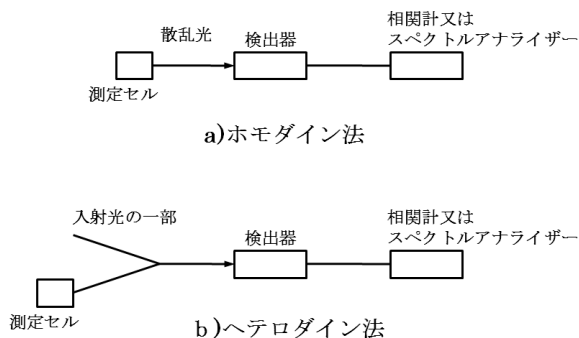 散乱光
検出器
相関計又は
スペクトルアナライザー
測定セル
a)ホモダイン法
入射光の一部
検出器
相関計又は
スペクトルアナライザー
測定セル
b)ヘテロダイン法